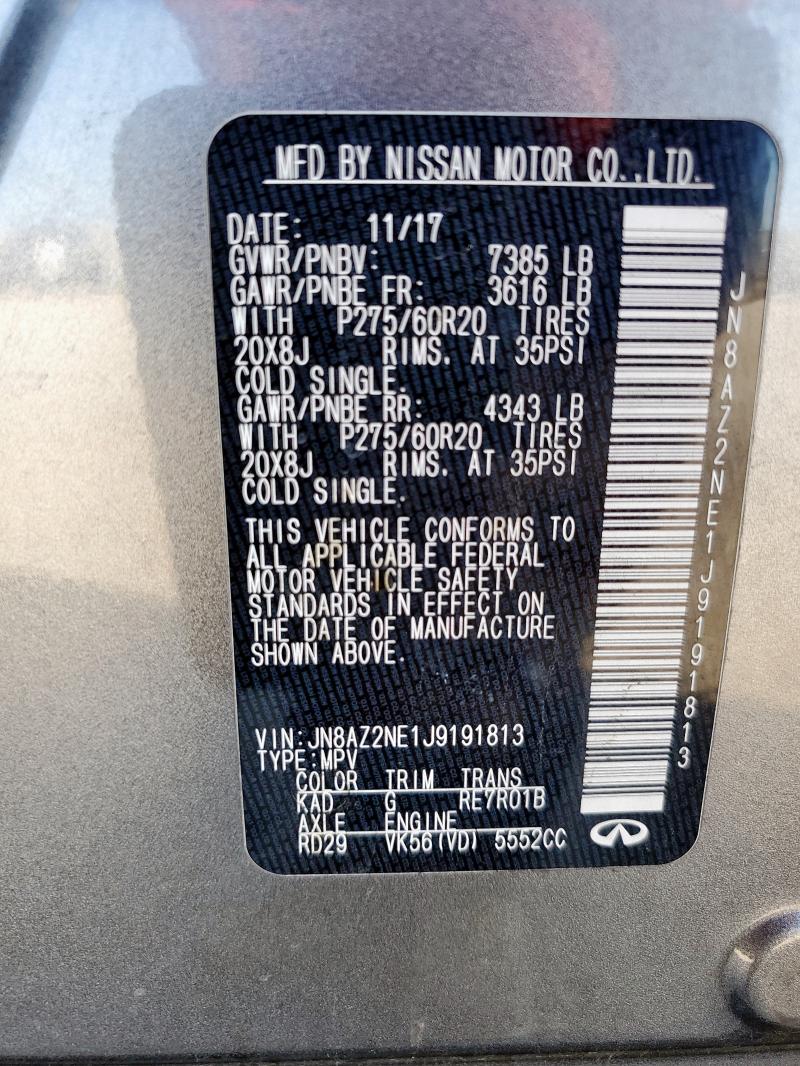 MFD BY NISSAN MOTOR CO.,LTD.
DATE: 11/17
GVWR/PNBV: 7385 LB
GAWR/PNBE FR: 3616 LB
WITH P275/60R20 TIRES
20X8J RIMS. AT 35PSI
COLD SINGLE.
GAWR/PNBE RR: 4343 LB
WITH P275/60R20 TIRES
20X8J RIMS. AT 35PSI
COLD SINGLE.
THIS VEHICLE CONFORMS TO
ALL APPLICABLE FEDERAL
MOTOR VEHICLE SAFETY
STANDARDS IN EFFECT ON
THE DATE OF MANUFACTURE
SHOWN ABOVE.
VIN:JN8AZ2NE1J9191813
TYPE:MPV
COLOR TRIM TRANS
KAD G RE7R01B
AXLE ENGINE
RD29 VK56(VD) 5552CC
JN8AZ2NE1J9191813